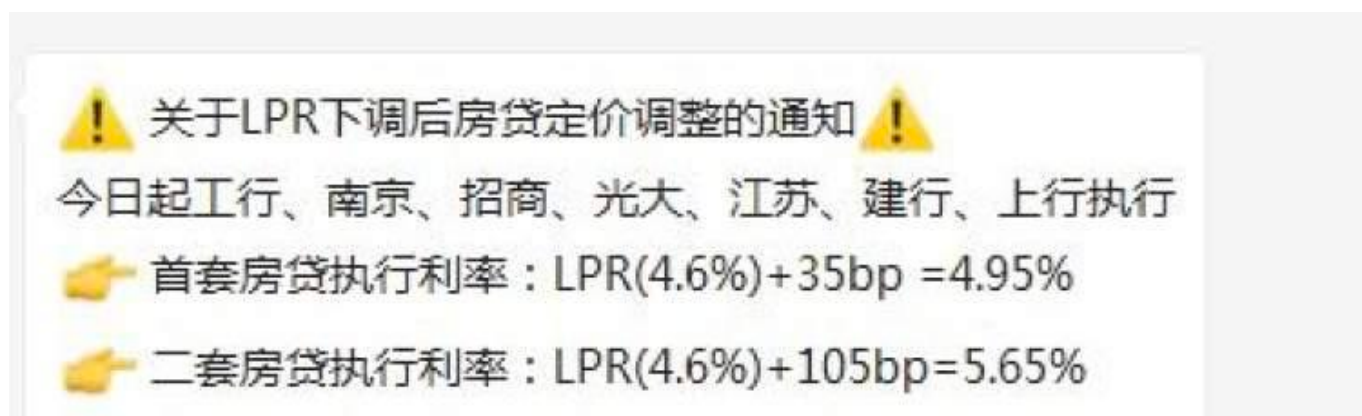 ⚠️ 关于LPR下调后房贷定价调整的通知⚠️
今日起工行、南京、招商、光大、江苏、建行、上行执行
👉 首套房贷执行利率：LPR(4.6%)+35bp =4.95%
👉 二套房贷执行利率：LPR(4.6%)+105bp=5.65%